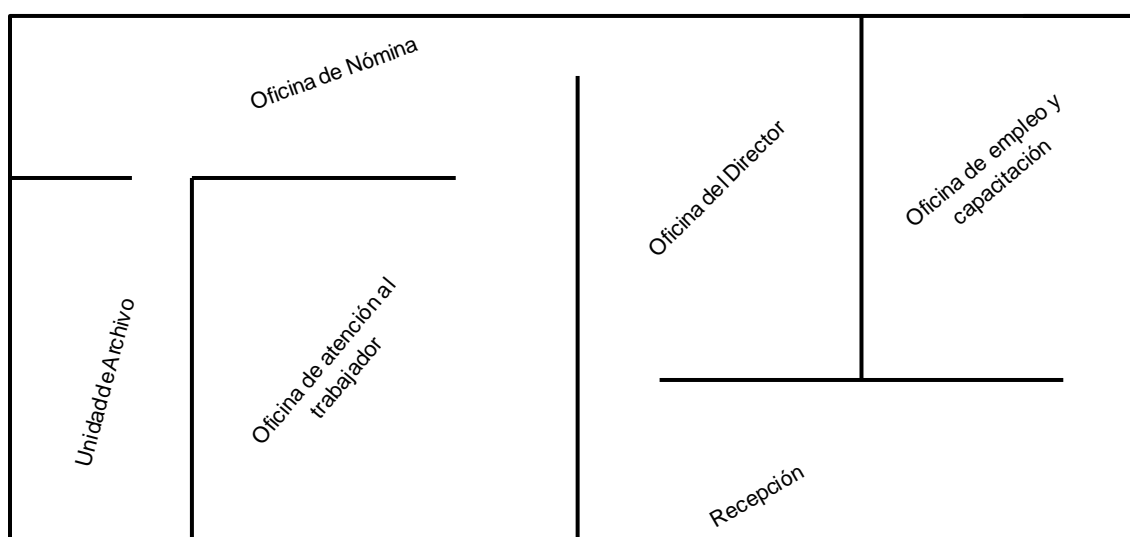 Oficina de Nómina
Oficina del Director
Oficina de empleo y
capacitación
Unidad de Archivo
Oficina de atención al
trabajador
Recepción